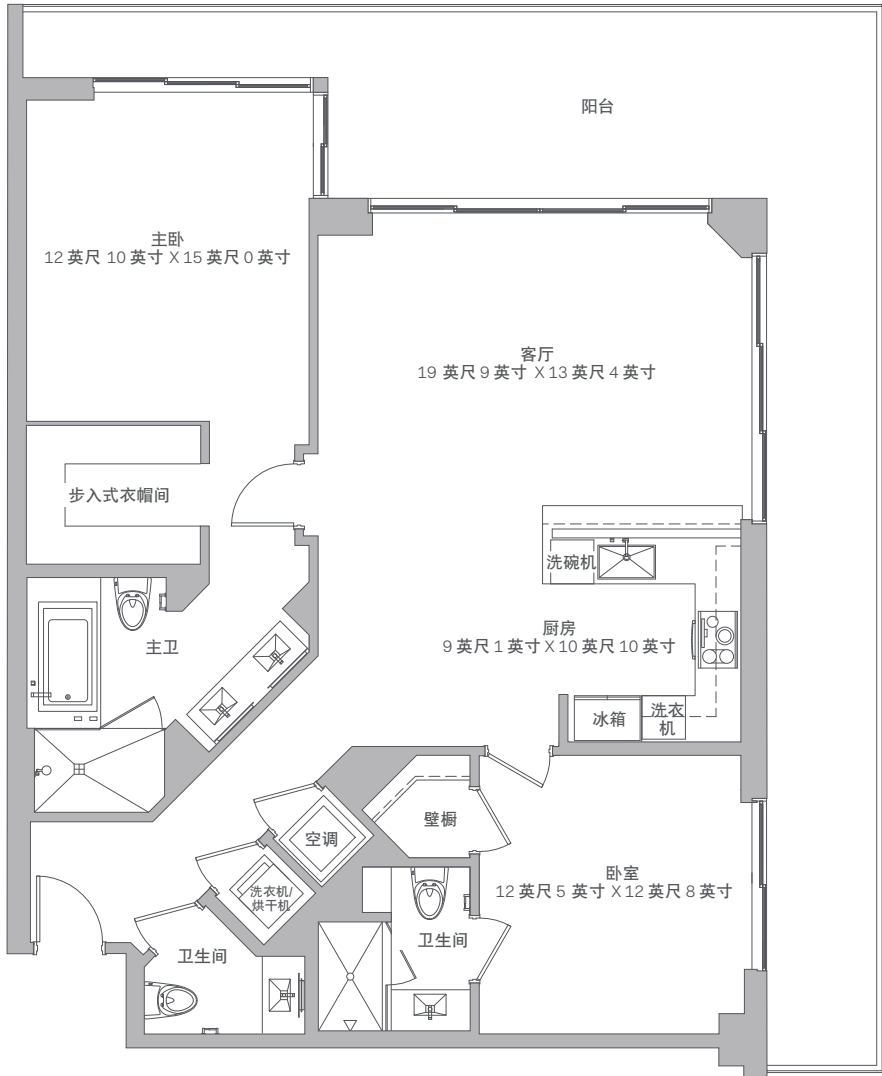 阳台
主卧
12 英尺 10 英寸 X 15 英尺 0 英寸
客厅
19 英尺 9 英寸 X 13 英尺 4 英寸
步入式衣帽间
洗碗机
厨房
9 英尺 1 英寸 X 10 英尺 10 英寸
主卫
冰箱
洗衣
机
壁橱
空调
卧室
12 英尺 5 英寸 X 12 英尺 8 英寸
洗衣机/
烘干机
卫生间
卫生间